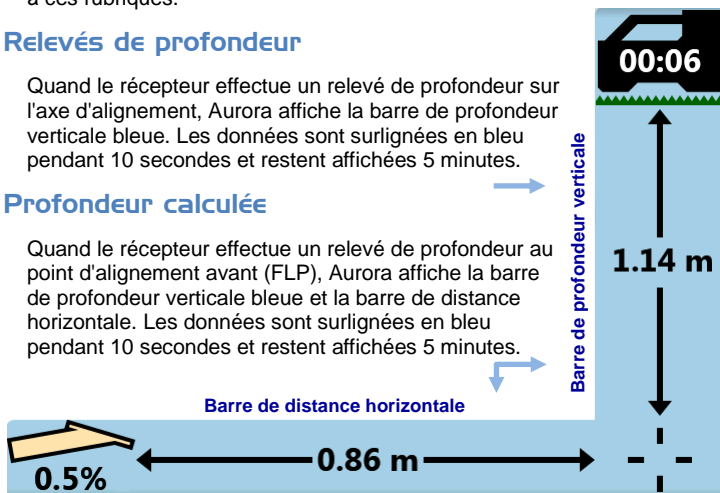 à ces rubriques.
Relevés de profondeur
Quand le récepteur effectue un relevé de profondeur sur
l'axe d'alignement, Aurora affiche la barre de profondeur
verticale bleue. Les données sont surlignées en bleu
pendant 10 secondes et restent affichées 5 minutes.
Profondeur calculée
Quand le récepteur effectue un relevé de profondeur au
point d'alignement avant (FLP), Aurora affiche la barre
de profondeur verticale bleue et la barre de distance
horizontale. Les données sont surlignées en bleu
pendant 10 secondes et restent affichées 5 minutes.
Barre de distance horizontale
Barre de profondeur verticale
00:06
1.14 m
0.86 m
0.5%